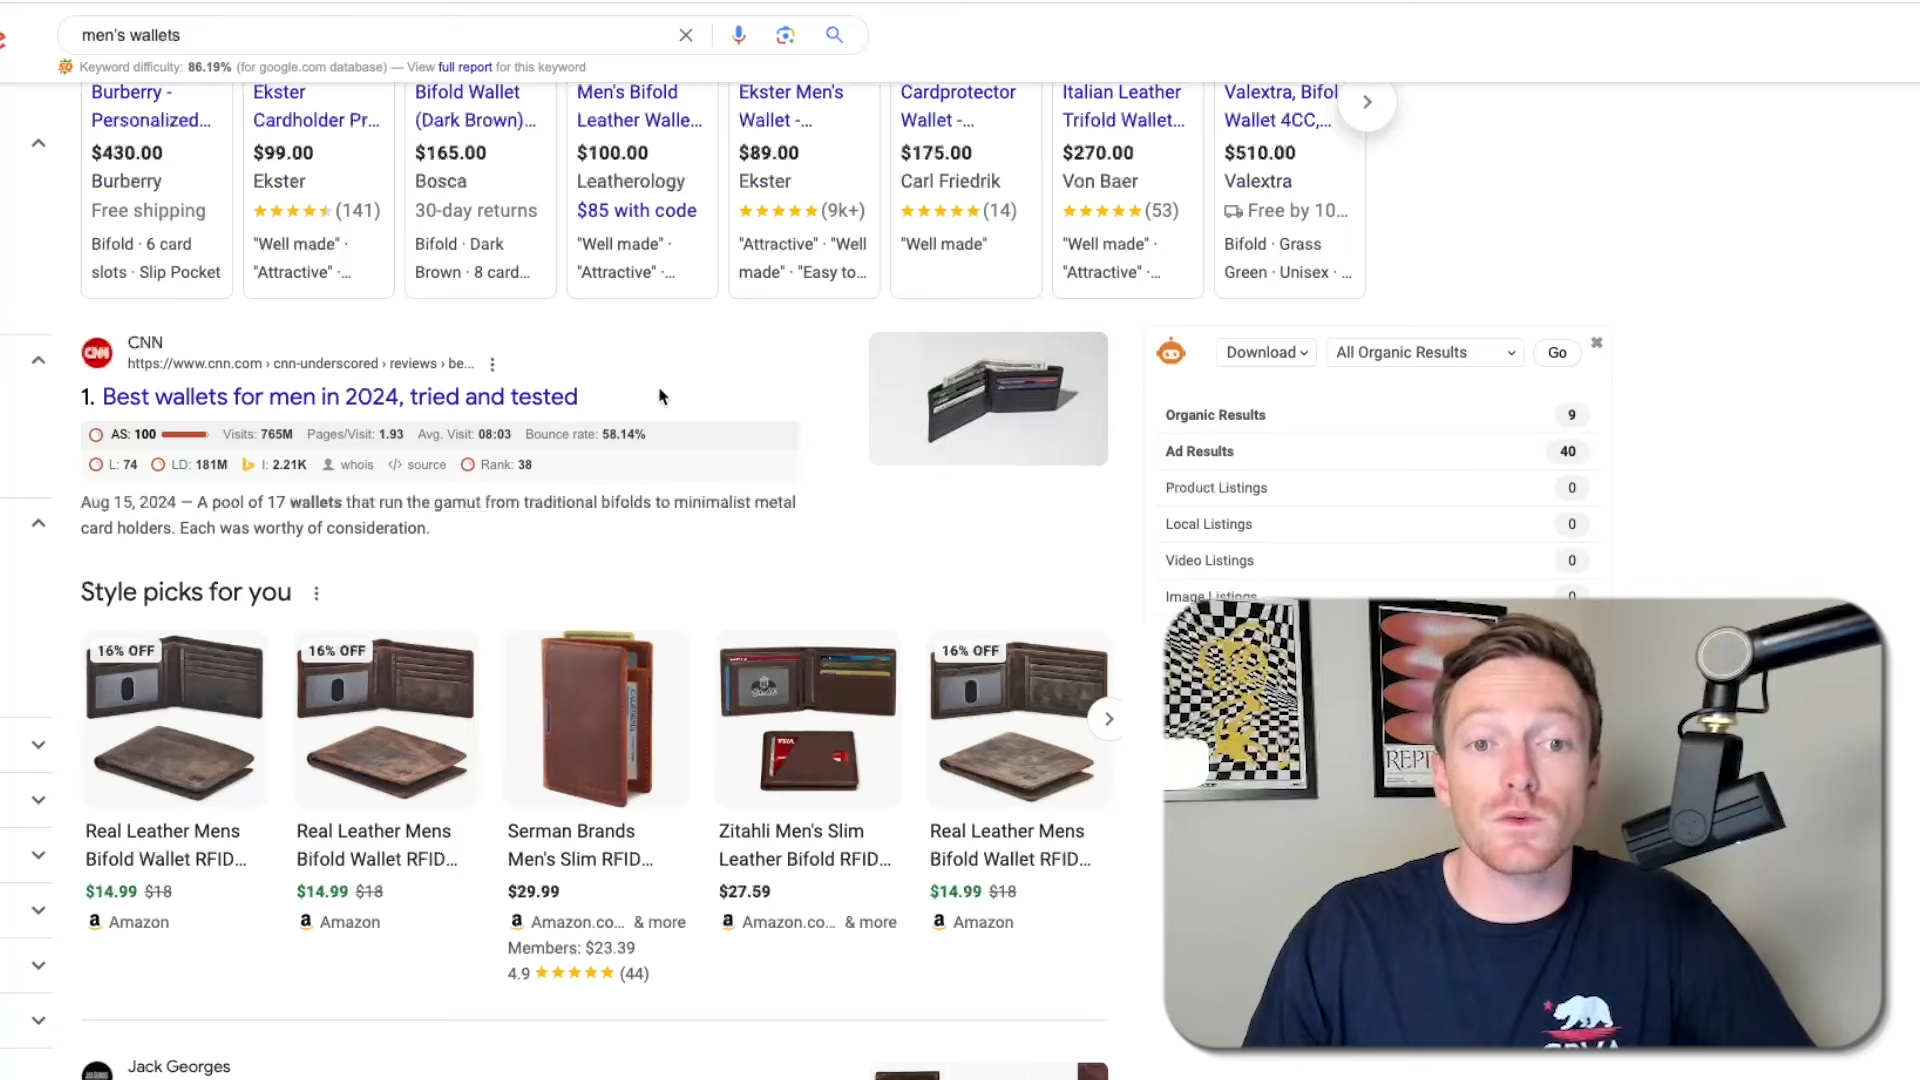 men's wallets
Keyword difficulty: 86.19% (for google.com database) — View full report for this keyword
Burberry -
Personalized...
$430.00
Burberry
Free shipping
Bifold · 6 card
slots · Slip Pocket
Ekster
Cardholder Pr...
$99.00
Ekster
(141)
"Well made" ·
"Attractive" ·...
Bifold Wallet
(Dark Brown)...
$165.00
Bosca
30-day returns
Bifold · Dark
Brown · 8 card...
Men's Bifold
Leather Walle...
$100.00
Leatherology
$85 with code
"Well made" ·
"Attractive" ·...
Ekster Men's
Wallet -...
$89.00
Ekster
(9k+)
"Attractive" · "Well
made" · "Easy to...
Cardprotector
Wallet -...
$175.00
Carl Friedrik
(14)
"Well made"
Italian Leather
Trifold Wallet...
$270.00
Von Baer
(53)
"Well made" ·
"Attractive" ·...
Valextra, Bifol
Wallet 4CC,...
$510.00
Valextra
Free by 10...
Bifold · Grass
Green · Unisex · ...
CNN
CNN
https://www.cnn.com › cnn-underscored › reviews › be...
1. Best wallets for men in 2024, tried and tested
AS: 100 Visits: 765M Pages/Visit: 1.93 Avg. Visit: 08:03 Bounce rate: 58.14%
L: 74 LD: 181M I: 2.21K whois </> source Rank: 38
Aug 15, 2024 — A pool of 17 wallets that run the gamut from traditional bifolds to minimalist metal
card holders. Each was worthy of consideration.
Download All Organic Results Go
Organic Results 9
Ad Results 40
Product Listings 0
Local Listings 0
Video Listings 0
Image Listings 0
Style picks for you
16% OFF
Real Leather Mens
Bifold Wallet RFID...
$14.99 $18
Amazon
16% OFF
Real Leather Mens
Bifold Wallet RFID...
$14.99 $18
Amazon
Serman Brands
Men's Slim RFID...
$29.99
Amazon.co... & more
Members: $23.39
4.9 (44)
VISA
Zitahli Men's Slim
Leather Bifold RFID...
$27.59
Amazon.co... & more
16% OFF
Real Leather Mens
Bifold Wallet RFID...
$14.99 $18
Amazon
REPT
Jack Georges